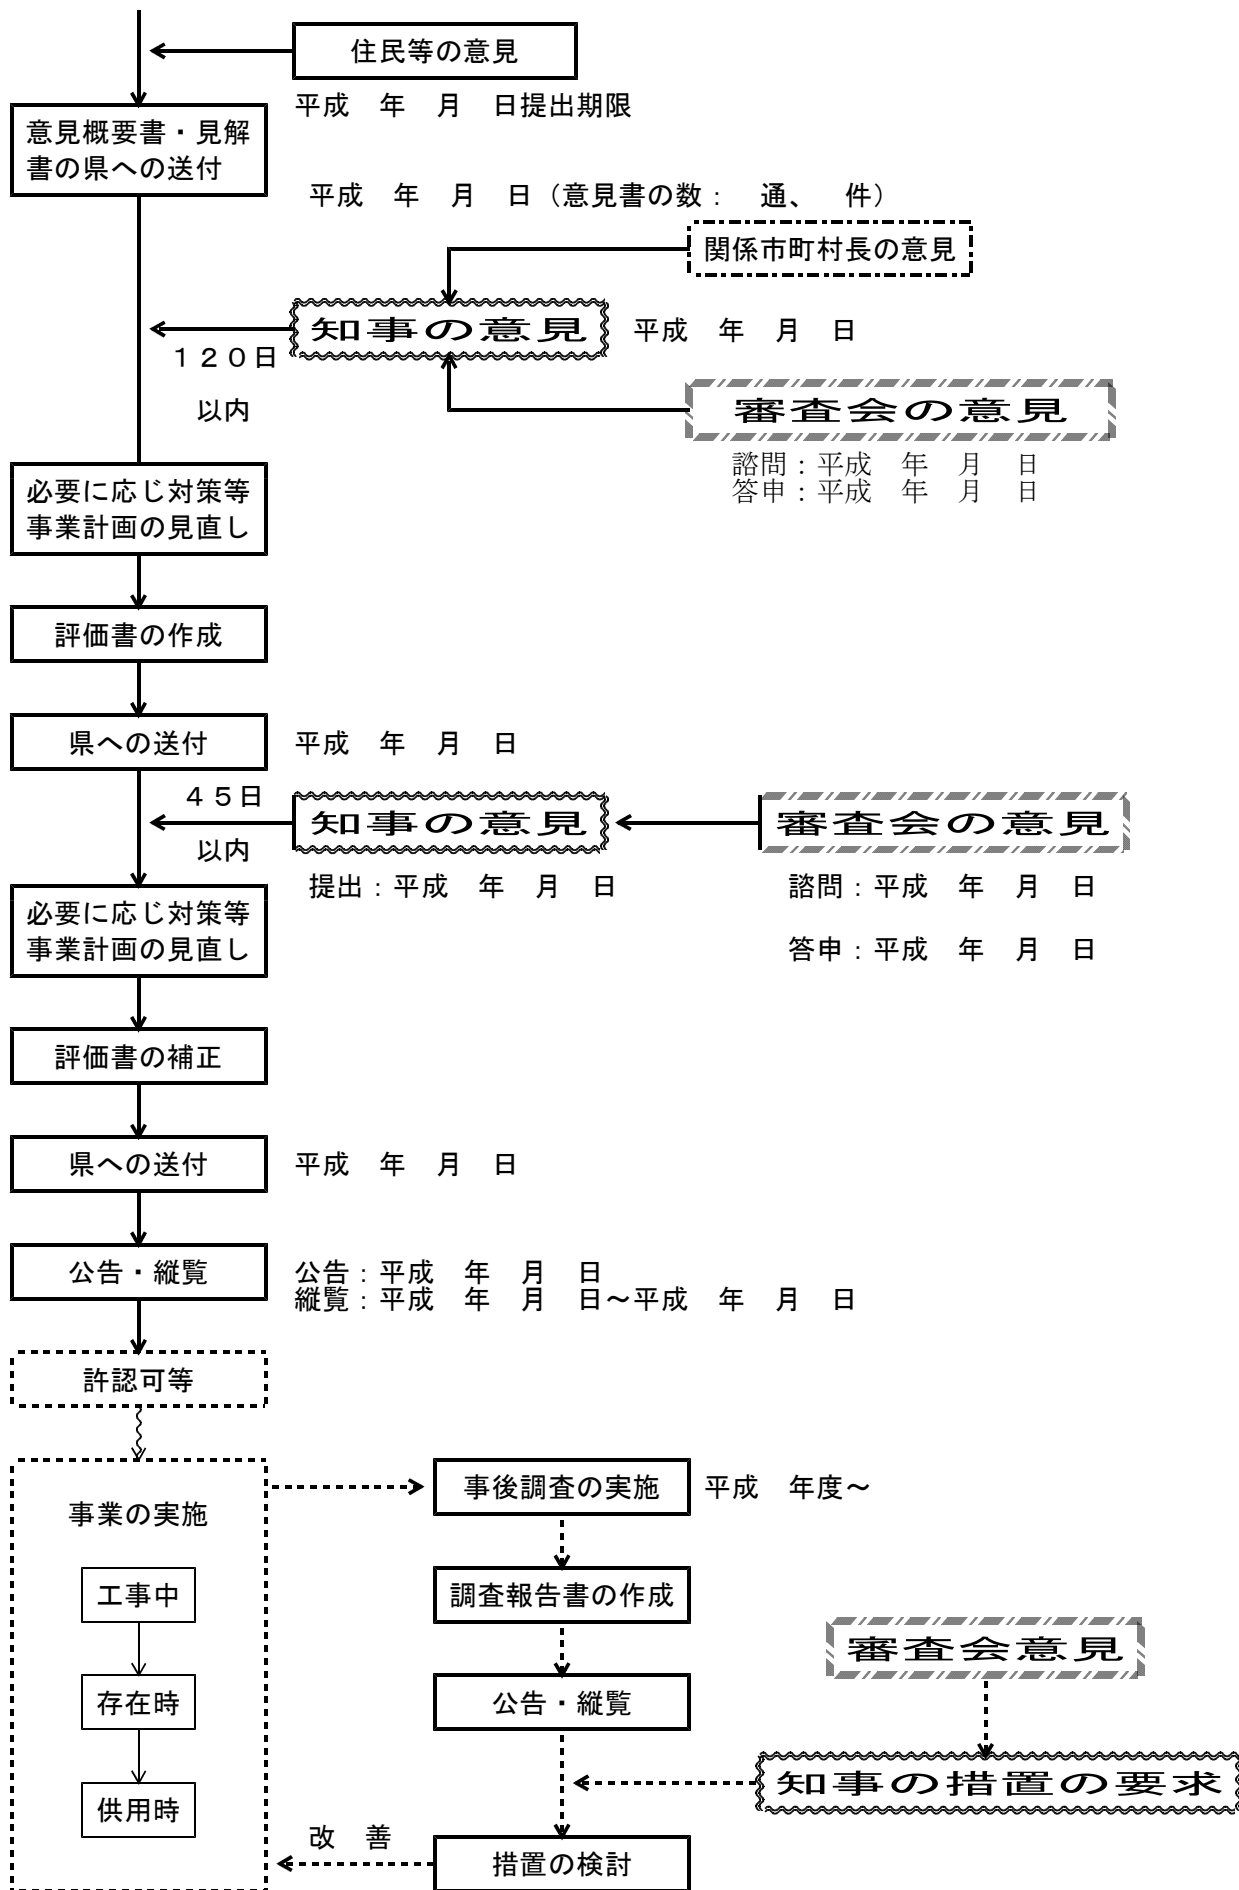 住民等の意見
平成　年　月　日提出期限
意見概要書・見解
書の県への送付
平成　年　月　日（意見書の数：　通、　件）
関係市町村長の意見
知事の意見
平成　年　月　日
１２０日
以内
審査会の意見
諮問：平成　年　月　日
答申：平成　年　月　日
必要に応じ対策等
事業計画の見直し
評価書の作成
県への送付
平成　年　月　日
４５日
以内
知事の意見
審査会の意見
提出：平成　年　月　日
諮問：平成　年　月　日
答申：平成　年　月　日
必要に応じ対策等
事業計画の見直し
評価書の補正
県への送付
平成　年　月　日
公告・縦覧
公告：平成　年　月　日
縦覧：平成　年　月　日～平成　年　月　日
許認可等
事業の実施
工事中
存在時
供用時
事後調査の実施
平成　年度～
調査報告書の作成
審査会意見
公告・縦覧
知事の措置の要求
改　善
措置の検討